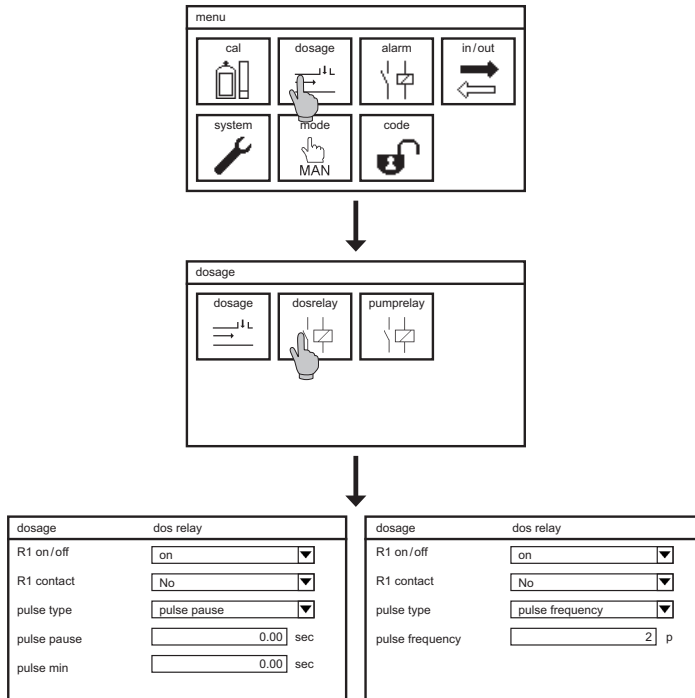 menu
cal dosage alarm in/out
system mode code
MAN
dosage
dosage dosrelay pumprelay
dosage dos relay
R1 on/off on
R1 contact No
pulse type pulse pause
pulse pause 0.00 sec
pulse min 0.00 sec
dosage dos relay
R1 on/off on
R1 contact No
pulse type pulse frequency
pulse frequency 2 p